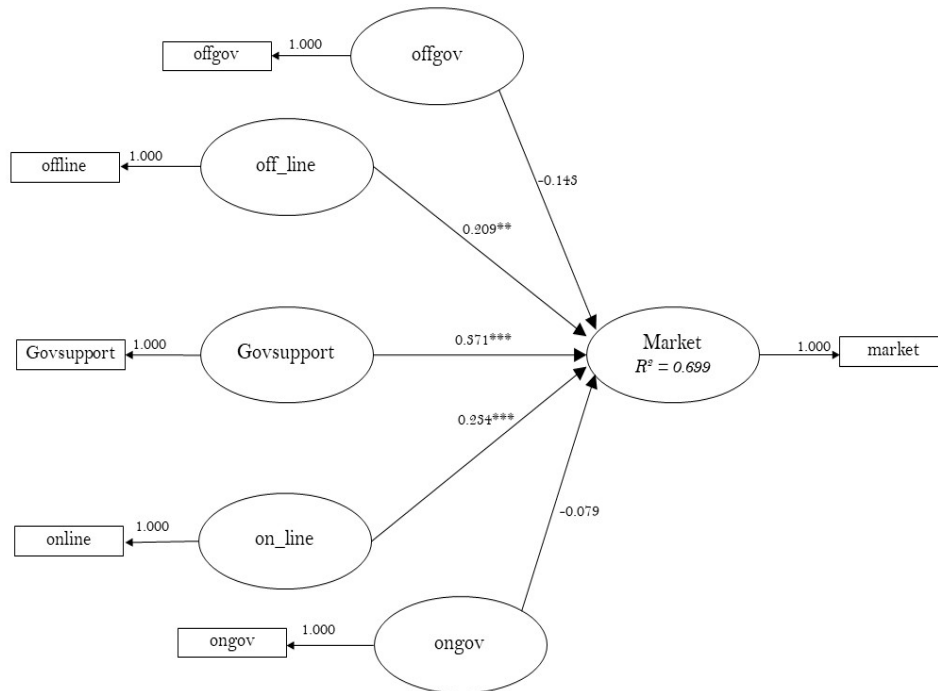 offgov
1.000
offgov
offline
1.000
off_line
-0.143
0.209**
Govsupport
1.000
Govsupport
0.371***
Market
R² = 0.699
1.000
market
0.234***
online
1.000
on_line
-0.079
ongov
1.000
ongov